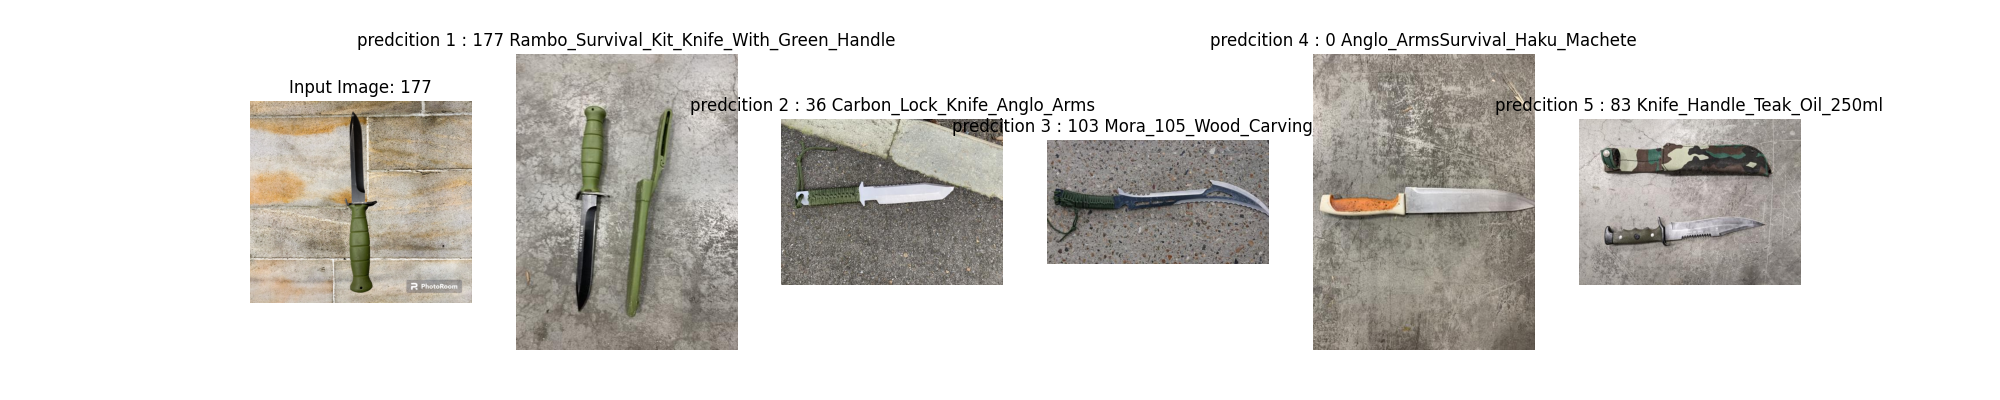 predcition 1 : 177 Rambo_Survival_Kit_Knife_With_Green_Handle
predcition 4 : 0 Anglo_ArmsSurvival_Haku_Machete
Input Image: 177
predcition 2 : 36 Carbon_Lock_Knife_Anglo_Arms
predcition 5 : 83 Knife_Handle_Teak_Oil_250ml
predcition 3 : 103 Mora_105_Wood_Carving
PhotoRoom